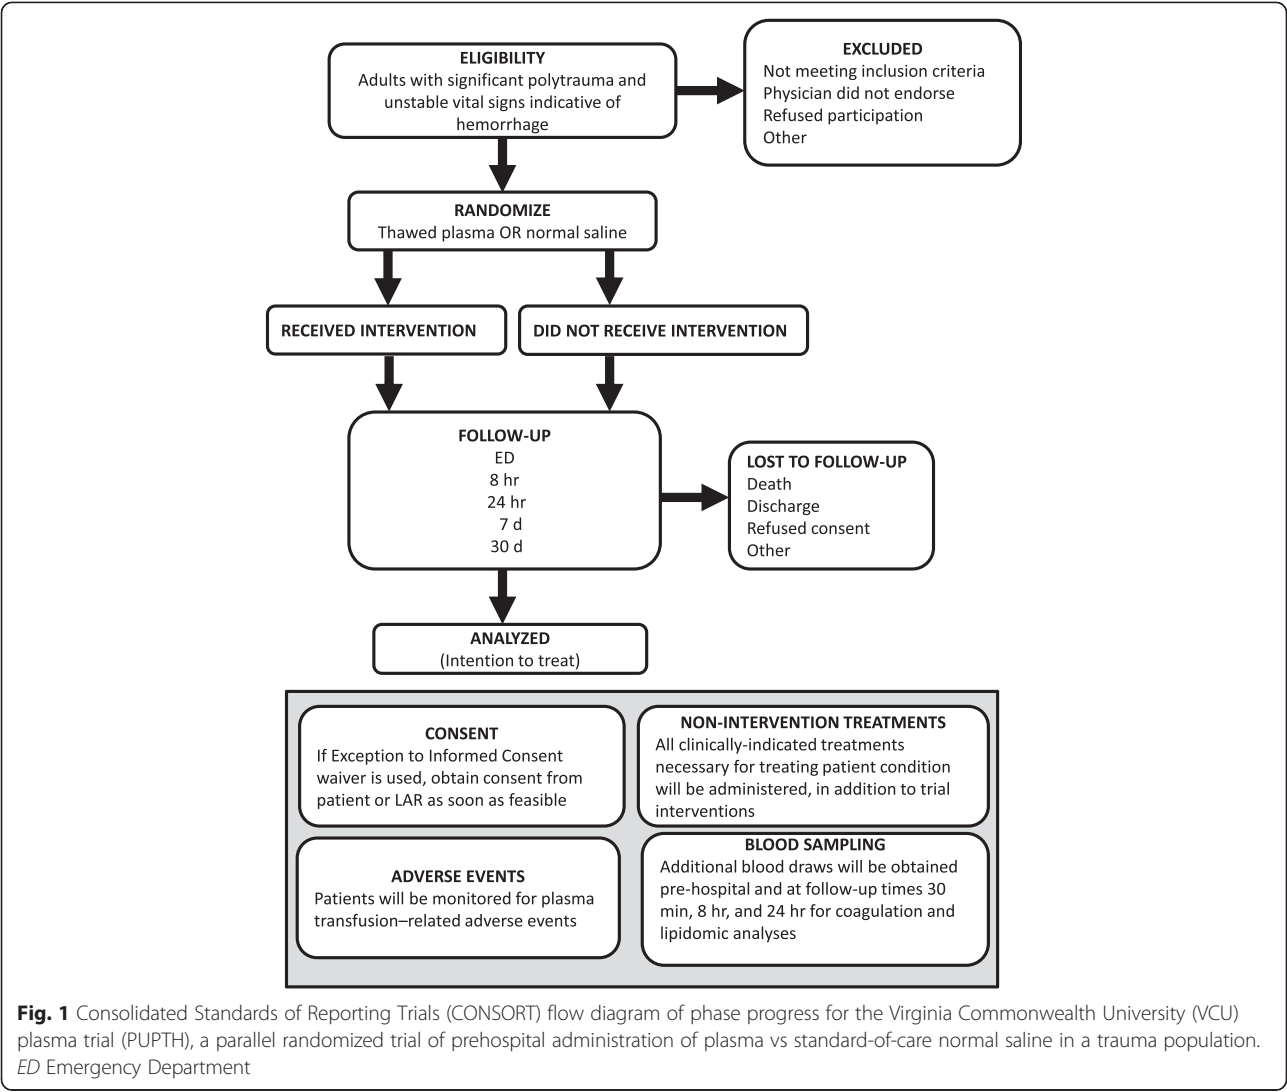 ELIGIBILITY
Adults with significant polytrauma and
unstable vital signs indicative of
hemorrhage
EXCLUDED
Not meeting inclusion criteria
Physician did not endorse
Refused participation
Other
RANDOMIZE
Thawed plasma OR normal saline
RECEIVED INTERVENTION
DID NOT RECEIVE INTERVENTION
FOLLOW-UP
ED
8 hr
24 hr
7 d
30 d
LOST TO FOLLOW-UP
Death
Discharge
Refused consent
Other
ANALYZED
(Intention to treat)
CONSENT
If Exception to Informed Consent
waiver is used, obtain consent from
patient or LAR as soon as feasible
NON-INTERVENTION TREATMENTS
All clinically-indicated treatments
necessary for treating patient condition
will be administered, in addition to trial
interventions
ADVERSE EVENTS
Patients will be monitored for plasma
transfusion–related adverse events
BLOOD SAMPLING
Additional blood draws will be obtained
pre-hospital and at follow-up times 30
min, 8 hr, and 24 hr for coagulation and
lipidomic analyses
Fig. 1 Consolidated Standards of Reporting Trials (CONSORT) flow diagram of phase progress for the Virginia Commonwealth University (VCU)
plasma trial (PUPTH), a parallel randomized trial of prehospital administration of plasma vs standard-of-care normal saline in a trauma population.
ED Emergency Department